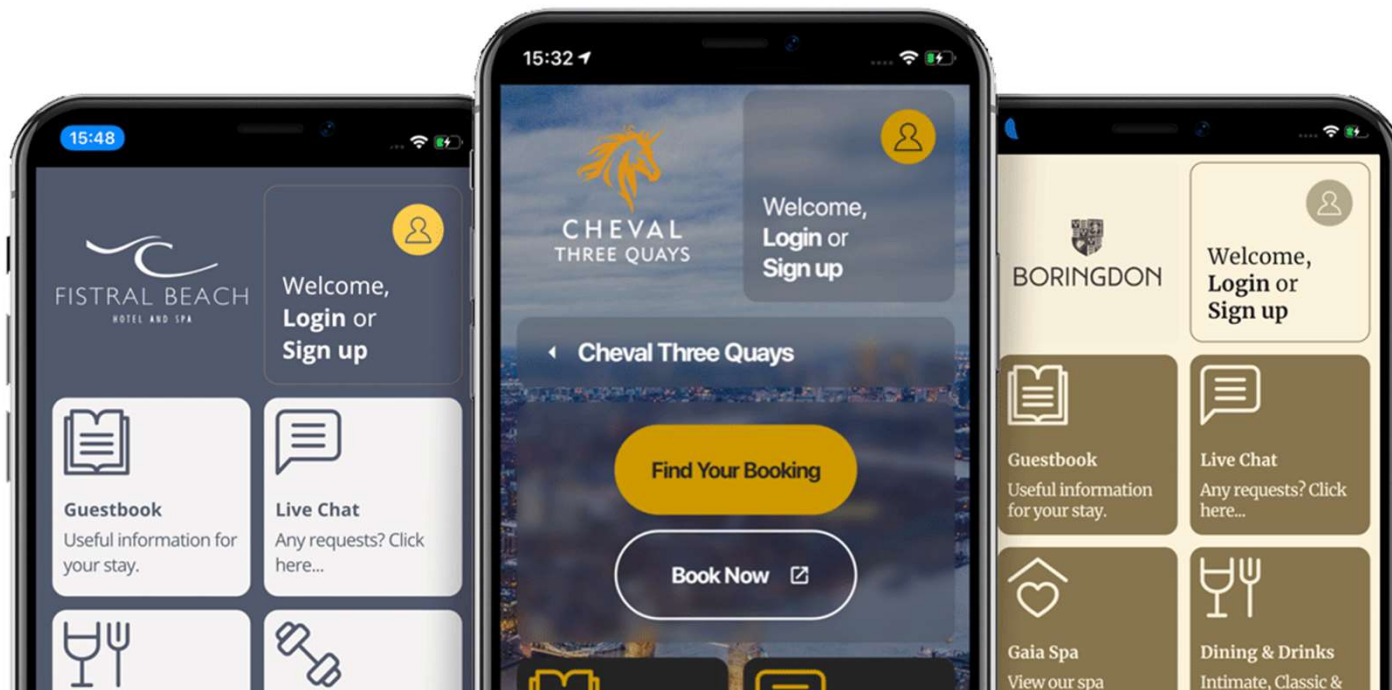 15:48
FISTRAL BEACH
HOTEL AND SPA
Welcome,
Login or
Sign up
Guestbook
Useful information for
your stay.
Live Chat
Any requests? Click
here...
15:32
CHEVAL
THREE QUAYS
Welcome,
Login or
Sign up
Cheval Three Quays
Find Your Booking
Book Now
BORINGDON
Welcome,
Login or
Sign up
Guestbook
Useful information
for your stay.
Live Chat
Any requests? Click
here...
Gaia Spa
View our spa
Dining & Drinks
Intimate, Classic &